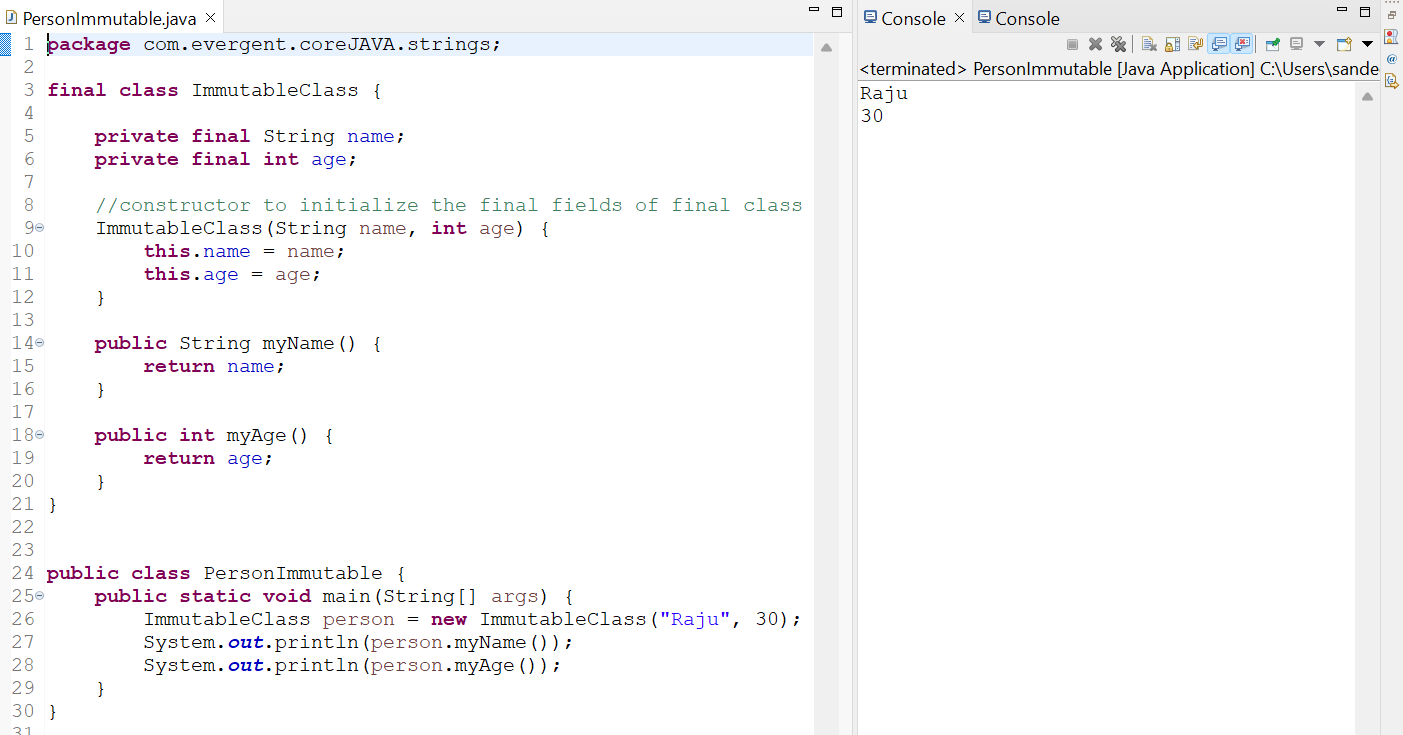 PersonImmutable.java
1 package com.evergent.coreJAVA.strings;
2
3 final class ImmutableClass {
4
5     private final String name;
6     private final int age;
7
8     //constructor to initialize the final fields of final class
9     ImmutableClass(String name, int age) {
10         this.name = name;
11         this.age = age;
12     }
13
14     public String myName() {
15         return name;
16     }
17
18     public int myAge() {
19         return age;
20     }
21 }
22
23
24 public class PersonImmutable {
25     public static void main(String[] args) {
26         ImmutableClass person = new ImmutableClass("Raju", 30);
27         System.out.println(person.myName());
28         System.out.println(person.myAge());
29     }
30 }
31
Console
Console
<terminated> PersonImmutable [Java Application] C:\Users\sande
Raju
30